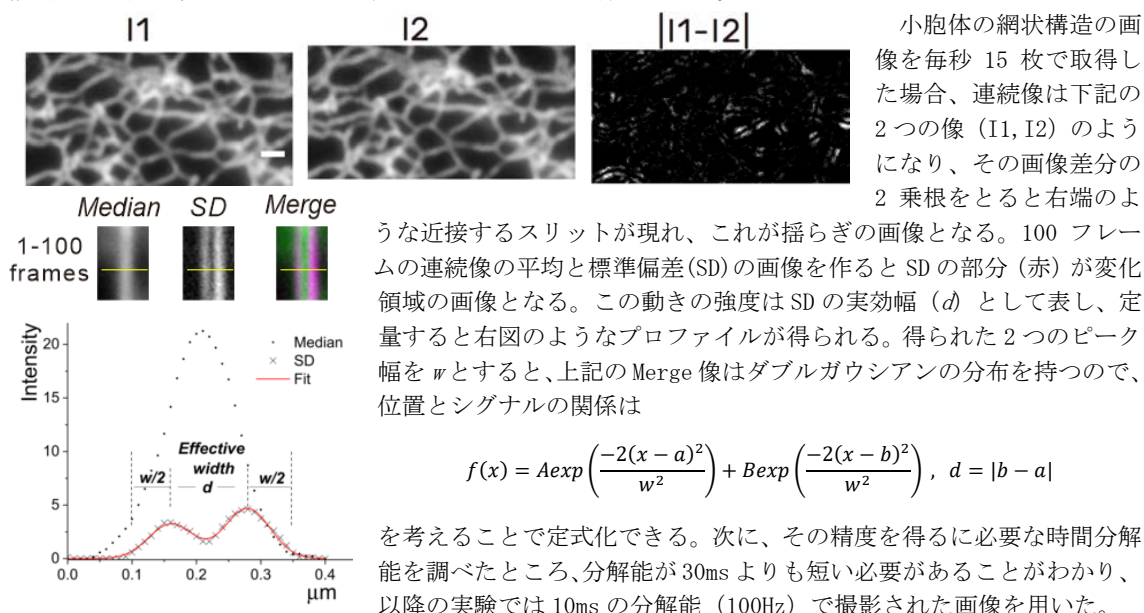 I1
I2
|I1-I2|
小胞体の網状構造の画
像を毎秒 15 枚で取得し
た場合、連続像は下記の
2つの像（I1,I2）のよう
になり、その画像差分の
2 乗根をとると右端のよ
うな近接するスリットが現れ、これが揺らぎの画像となる。100 フレー
ムの連続像の平均と標準偏差(SD)の画像を作ると SD の部分（赤）が変化
領域の画像となる。この動きの強度は SD の実効幅（d）として表し、定
量すると右図のようなプロファイルが得られる。得られた 2 つのピーク
幅を wとすると、上記の Merge 像はダブルガウシアンの分布を持つので、
位置とシグナルの関係は
f(x) = Aexp(−2(x − a)²/w²) + Bexp(−2(x − b)²/w²) , d = |b − a|
を考えることで定式化できる。次に、その精度を得るに必要な時間分解
能を調べたところ、分解能が 30ms よりも短い必要があることがわかり、
以降の実験では 10ms の分解能（100Hz）で撮影された画像を用いた。
Median SD Merge
1-100
frames
Intensity
20
15
10
5
0
Median
SD
Fit
Effective
width
d
w/2
w/2
0.0 0.1 0.2 0.3 0.4
μm